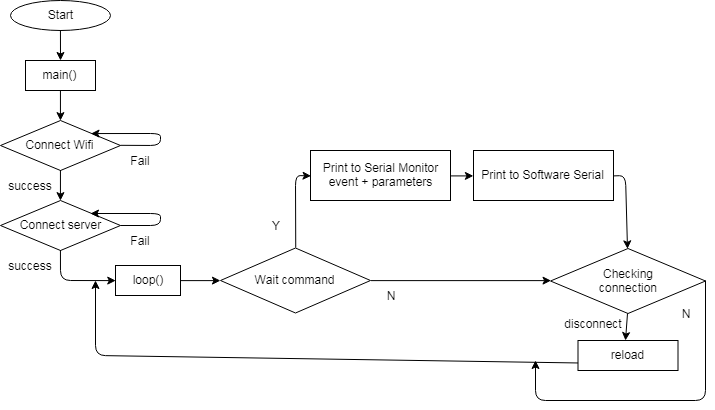 Start
main()
Connect Wifi
Fail
success
Connect server
Fail
success
loop()
Wait command
Y
N
Print to Serial Monitor
event + parameters
Print to Software Serial
Checking
connection
N
disconnect
reload